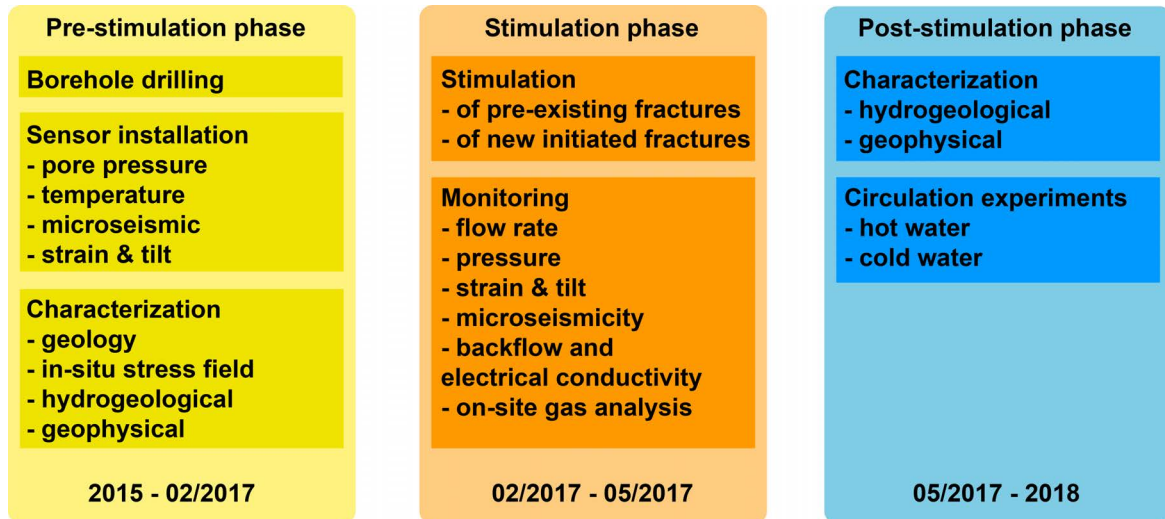 Pre-stimulation phase
Borehole drilling
Sensor installation
- pore pressure
- temperature
- microseismic
- strain & tilt
Characterization
- geology
- in-situ stress field
- hydrogeological
- geophysical
2015 - 02/2017
Stimulation phase
Stimulation
- of pre-existing fractures
- of new initiated fractures
Monitoring
- flow rate
- pressure
- strain & tilt
- microseismicity
- backflow and
electrical conductivity
- on-site gas analysis
02/2017 - 05/2017
Post-stimulation phase
Characterization
- hydrogeological
- geophysical
Circulation experiments
- hot water
- cold water
05/2017 - 2018